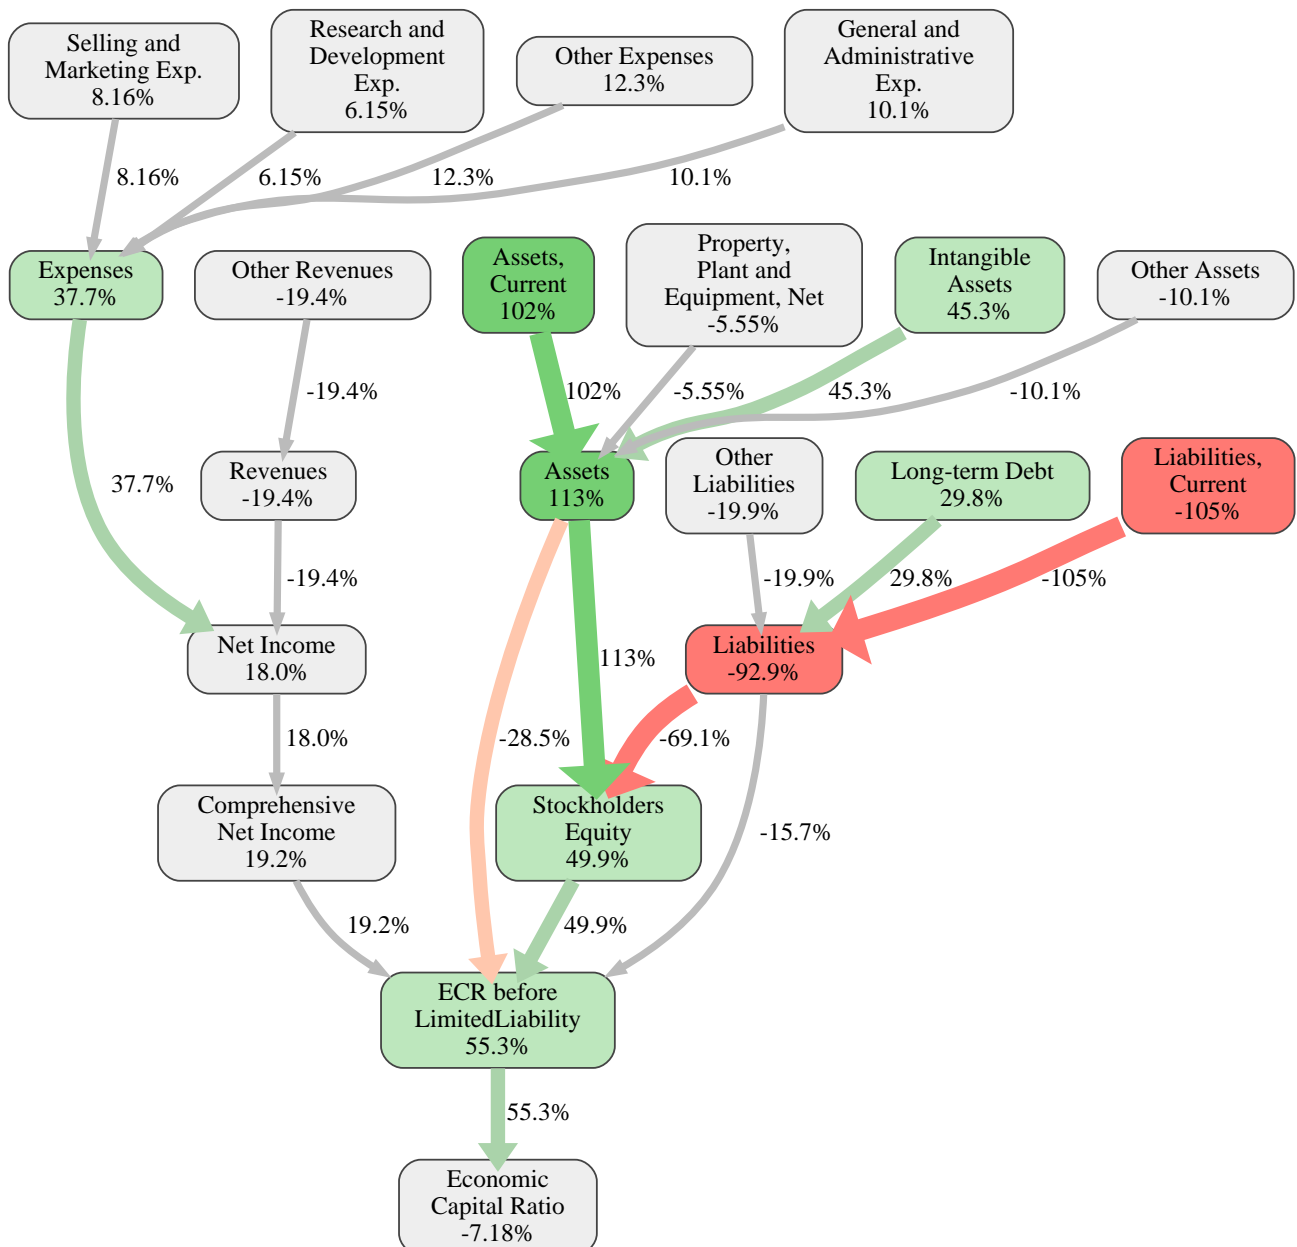 Selling and
Marketing Exp.
8.16%
Research and
Development
Exp.
6.15%
Other Expenses
12.3%
General and
Administrative
Exp.
10.1%
8.16%
6.15%
12.3%
10.1%
Expenses
37.7%
Other Revenues
-19.4%
Assets,
Current
102%
Property,
Plant and
Equipment, Net
-5.55%
Intangible
Assets
45.3%
Other Assets
-10.1%
-19.4%
102%
-5.55%
45.3%
-10.1%
37.7%
Revenues
-19.4%
Assets
113%
Other
Liabilities
-19.9%
Long-term Debt
29.8%
Liabilities,
Current
-105%
-19.4%
-19.9%
29.8%
-105%
Net Income
18.0%
113%
Liabilities
-92.9%
18.0%
-28.5%
-69.1%
Comprehensive
Net Income
19.2%
Stockholders
Equity
49.9%
-15.7%
19.2%
49.9%
ECR before
LimitedLiability
55.3%
55.3%
Economic
Capital Ratio
-7.18%